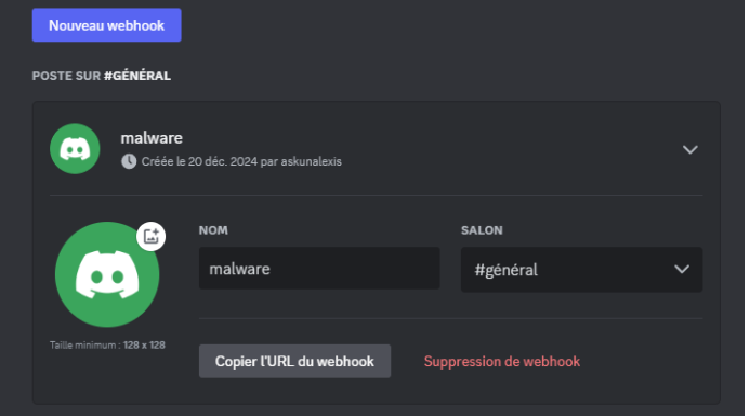 Nouveau webhook
POSTE SUR #GÉNÉRAL
malware
Créée le 20 déc. 2024 par askunalexis
NOM
SALON
malware
#général
Taille minimum : 128 x 128
Copier l'URL du webhook
Suppression de webhook